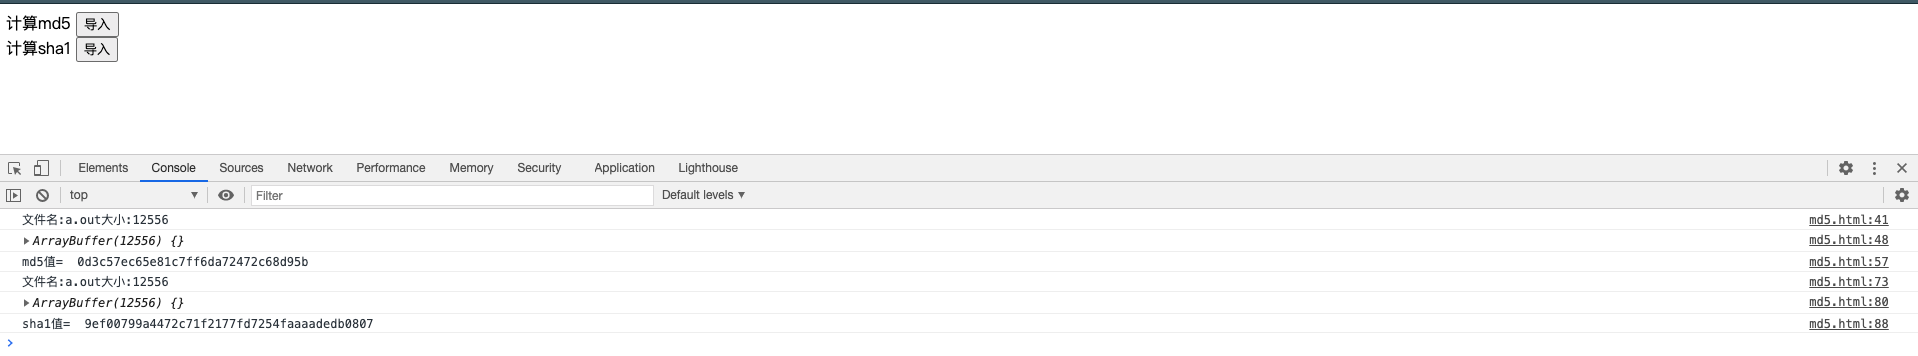 计算md5 导入
计算sha1 导入
Elements Console Sources Network Performance Memory Security Application Lighthouse
top Filter Default levels
文件名:a.out大小:12556 md5.html:41
ArrayBuffer(12556) {} md5.html:48
md5值= 0d3c57ec65e81c7ff6da72472c68d95b md5.html:57
文件名:a.out大小:12556 md5.html:73
ArrayBuffer(12556) {} md5.html:80
sha1值= 9ef00799a4472c71f2177fd7254faaaadedb0807 md5.html:88